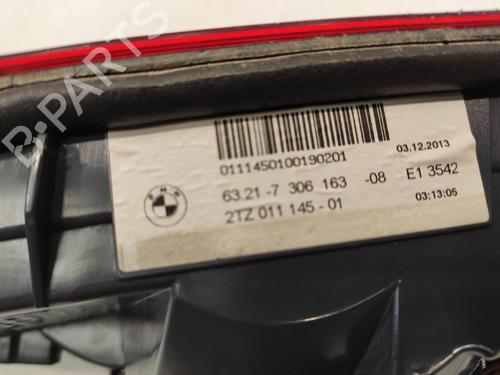 0111450100190201
03.12.2013
63.21-7 306 163 -08 E1 3542
2TZ 011 145-01
03:13:05
BMW
B-PARTS